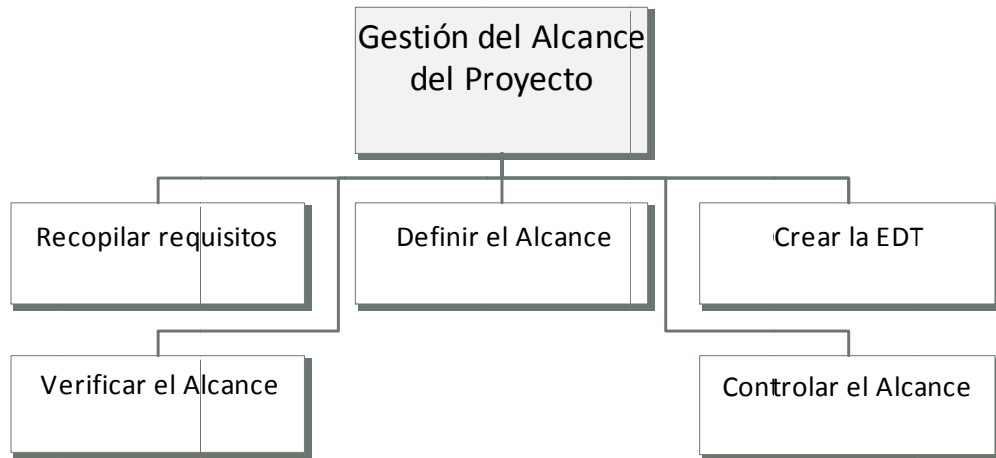 Gestión del Alcance
del Proyecto
Recopilar requisitos
Definir el Alcance
Crear la EDT
Verificar el Alcance
Controlar el Alcance